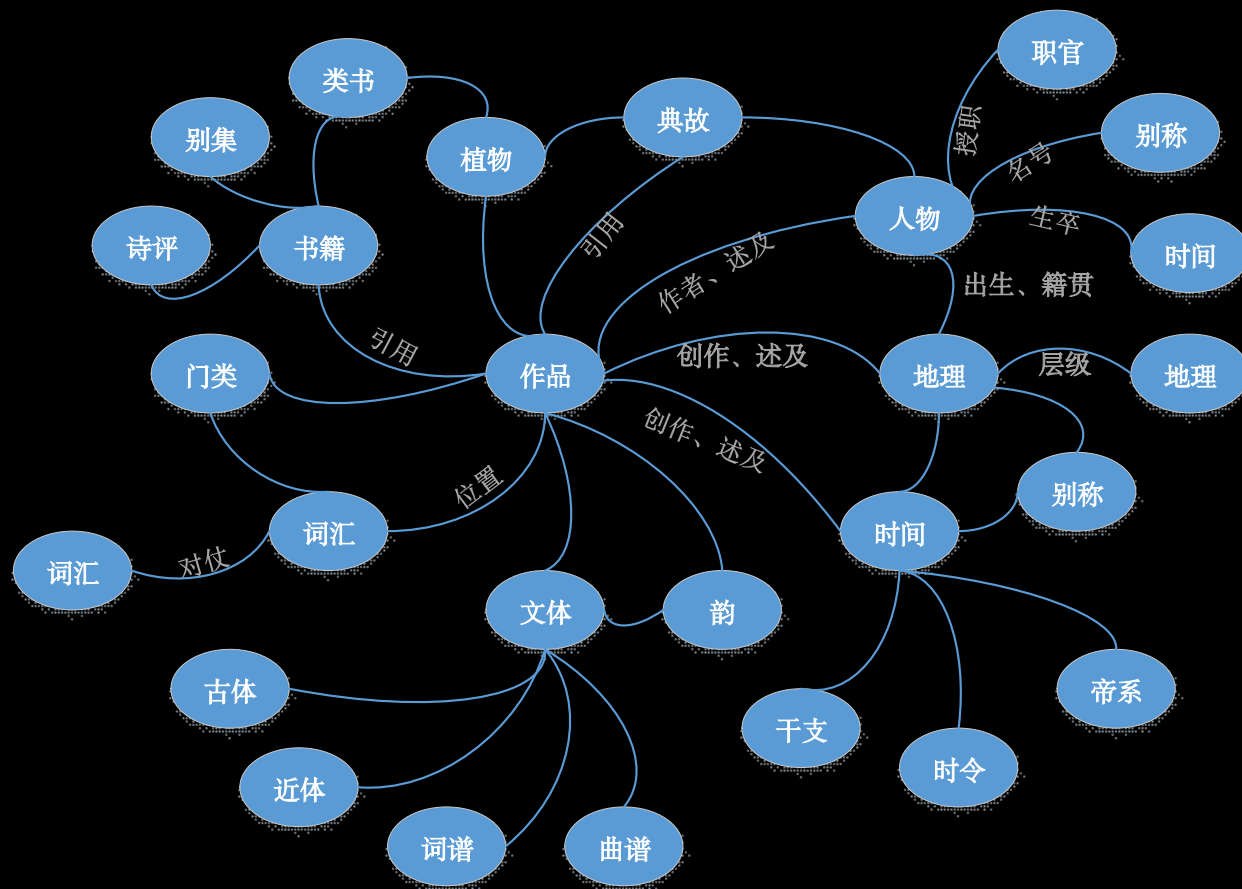 职官
类书
典故
别集
授职
别称
植物
名号
人物
生卒
诗评
书籍
引用
时间
作者、述及
出生、籍贯
引用
创作、述及
层级
门类
作品
地理
地理
创作、述及
位置
别称
词汇
时间
对仗
词汇
文体
韵
古体
帝系
干支
近体
时令
词谱
曲谱